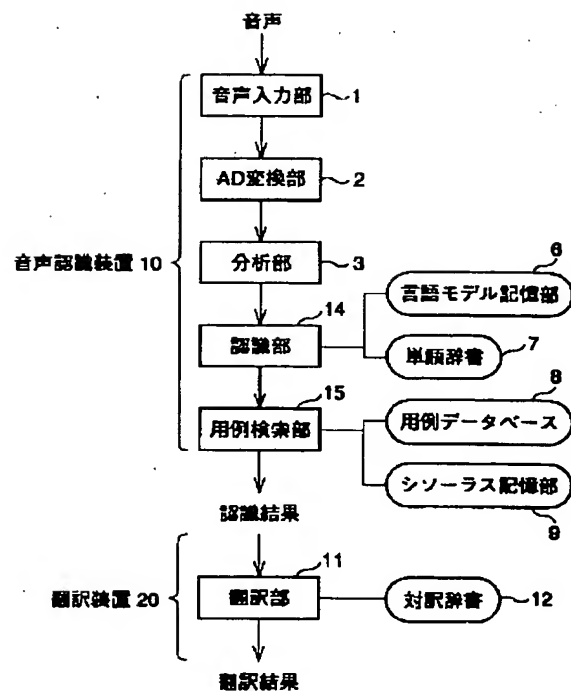 音声
音声入力部 1
AD変換部 2
音声認識装置 10
分析部 3
6
言語モデル記憶部
14
認識部
単語辞書 7
15
8
用例検索部
用例データベース
シソーラス記憶部
9
認識結果
11
翻訳装置 20
翻訳部
対訳辞書 12
翻訳結果